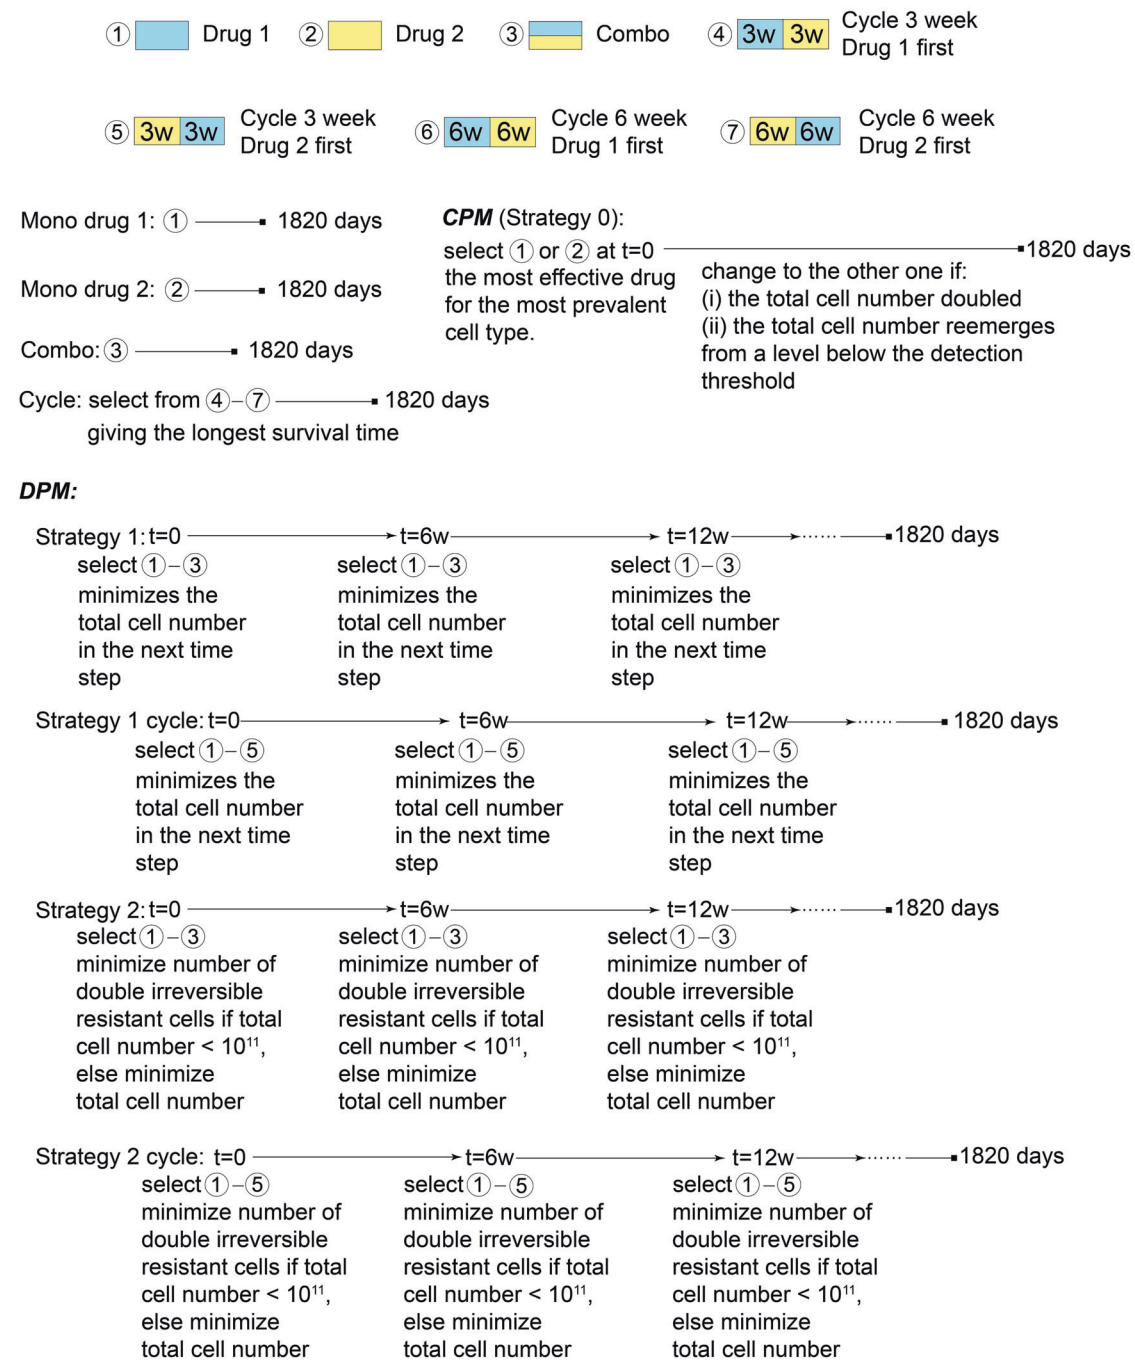 ① Drug 1 ② Drug 2 ③ Combo ④ 3w 3w Cycle 3 week
Drug 1 first
⑤ 3w 3w Cycle 3 week
Drug 2 first
⑥ 6w 6w Cycle 6 week
Drug 1 first
⑦ 6w 6w Cycle 6 week
Drug 2 first
Mono drug 1: ① 1820 days
Mono drug 2: ② 1820 days
Combo: ③ 1820 days
Cycle: select from ④–⑦ 1820 days
giving the longest survival time
CPM (Strategy 0):
select ① or ② at t=0 1820 days
the most effective drug
for the most prevalent
cell type.
change to the other one if:
(i) the total cell number doubled
(ii) the total cell number reemerges
from a level below the detection
threshold
DPM:
Strategy 1: t=0 t=6w t=12w ...... 1820 days
select ①–③
minimizes the
total cell number
in the next time
step
select ①–③
minimizes the
total cell number
in the next time
step
select ①–③
minimizes the
total cell number
in the next time
step
Strategy 1 cycle: t=0 t=6w t=12w ...... 1820 days
select ①–⑤
minimizes the
total cell number
in the next time
step
select ①–⑤
minimizes the
total cell number
in the next time
step
select ①–⑤
minimizes the
total cell number
in the next time
step
Strategy 2: t=0 t=6w t=12w ...... 1820 days
select ①–③
minimize number of
double irreversible
resistant cells if total
cell number < 10¹¹,
else minimize
total cell number
select ①–③
minimize number of
double irreversible
resistant cells if total
cell number < 10¹¹,
else minimize
total cell number
select ①–③
minimize number of
double irreversible
resistant cells if total
cell number < 10¹¹,
else minimize
total cell number
Strategy 2 cycle: t=0 t=6w t=12w ...... 1820 days
select ①–⑤
minimize number of
double irreversible
resistant cells if total
cell number < 10¹¹,
else minimize
total cell number
select ①–⑤
minimize number of
double irreversible
resistant cells if total
cell number < 10¹¹,
else minimize
total cell number
select ①–⑤
minimize number of
double irreversible
resistant cells if total
cell number < 10¹¹,
else minimize
total cell number